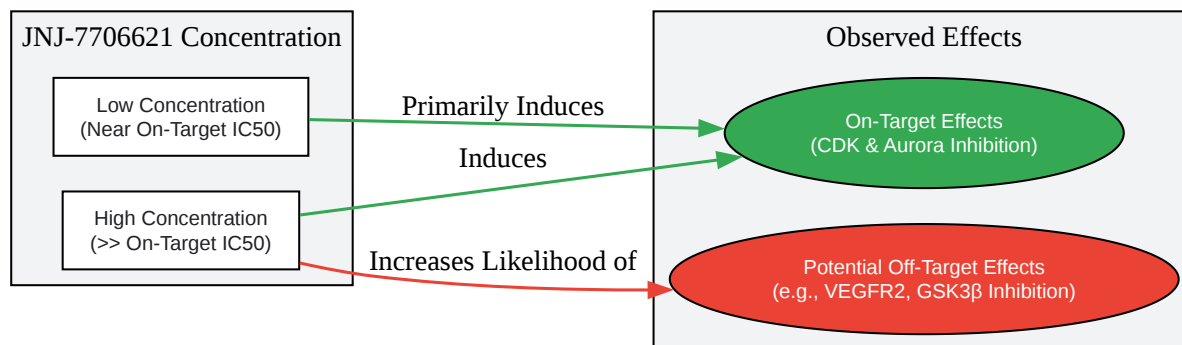 JNJ-7706621 Concentration
Low Concentration
(Near On-Target IC50)
High Concentration
(>> On-Target IC50)
Primarily Induces
Induces
Increases Likelihood of
Observed Effects
On-Target Effects
(CDK & Aurora Inhibition)
Potential Off-Target Effects
(e.g., VEGFR2, GSK3β Inhibition)